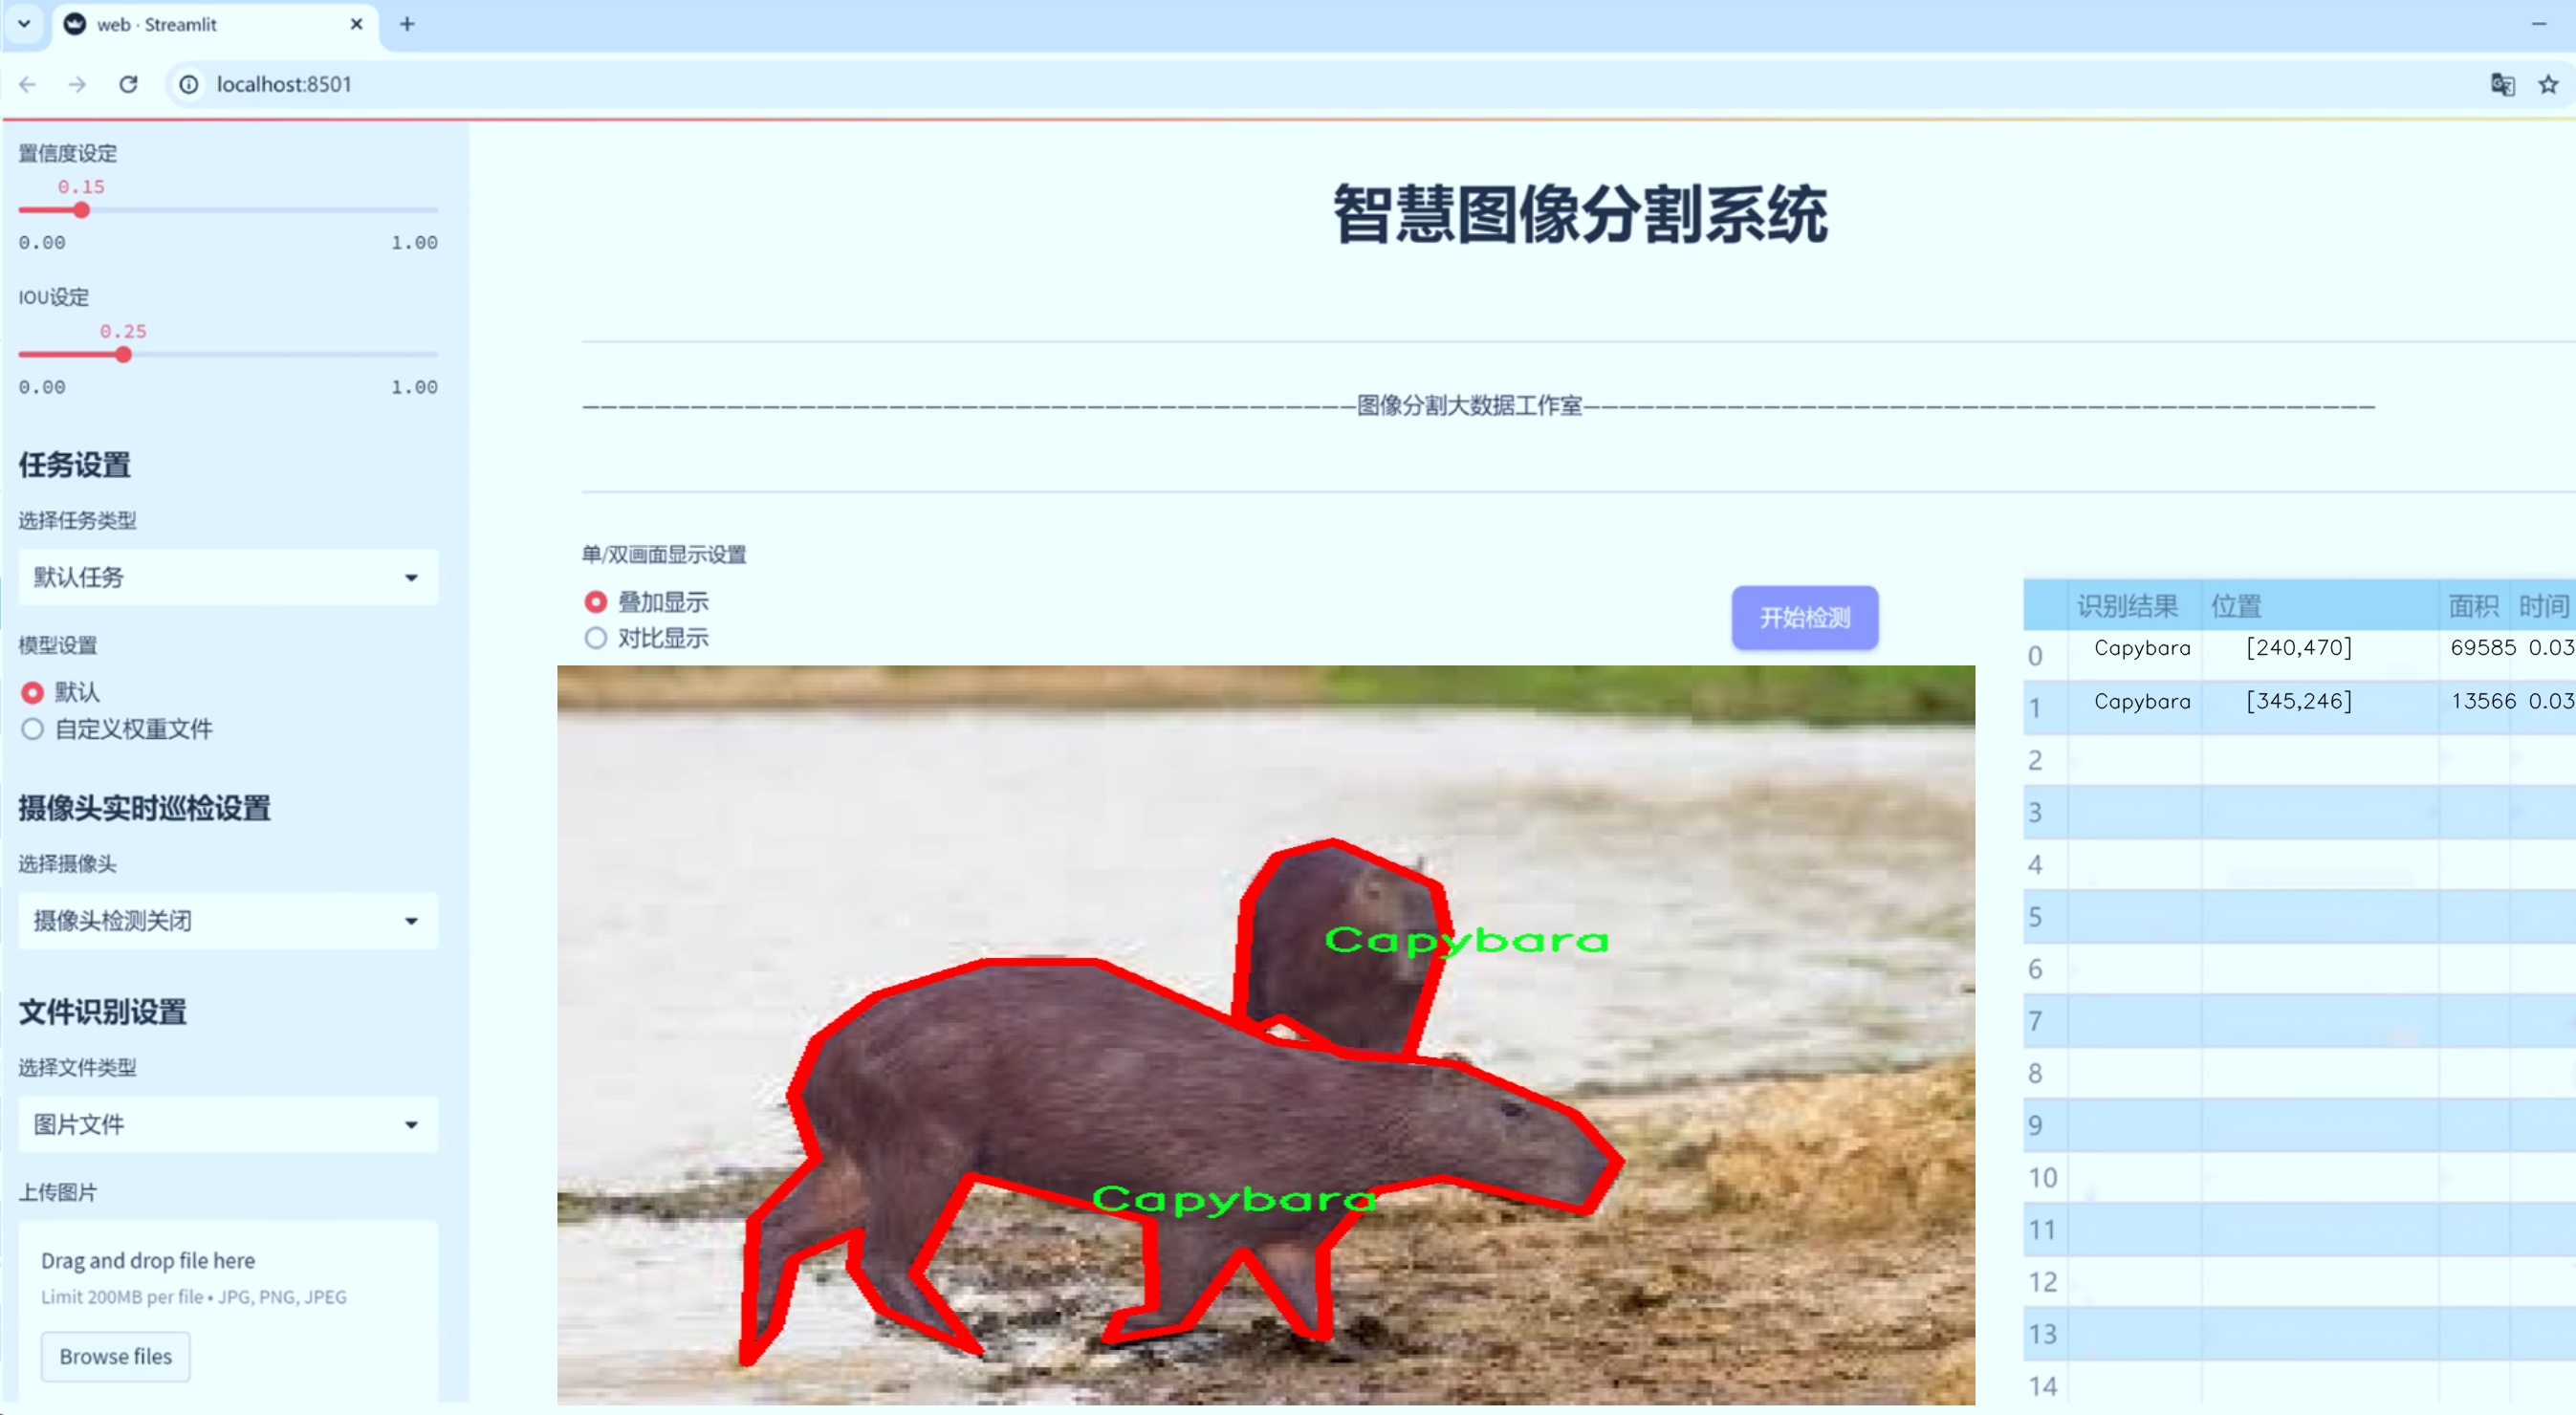 web · Streamlit
localhost:8501
置信度设定
0.15
0.00 1.00
IOU设定
0.25
0.00 1.00
任务设置
选择任务类型
默认任务
模型设置
默认
自定义权重文件
摄像头实时巡检设置
选择摄像头
摄像头检测关闭
文件识别设置
选择文件类型
图片文件
上传图片
Drag and drop file here
Limit 200MB per file • JPG, PNG, JPEG
Browse files
智慧图像分割系统
图像分割大数据工作室
单/双画面显示设置
叠加显示
对比显示
开始检测
Capybara
Capybara
识别结果 位置 面积 时间
0 Capybara [240,470] 69585 0.03
1 Capybara [345,246] 13566 0.03
2
3
4
5
6
7
8
9
10
11
12
13
14